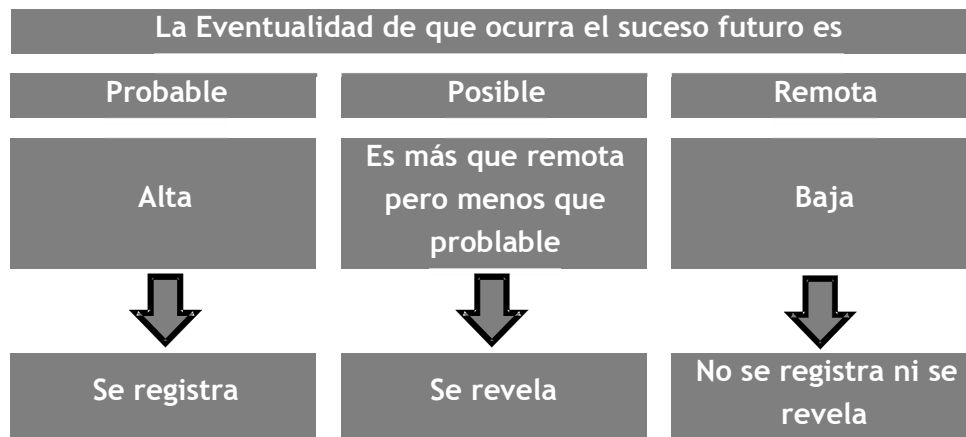 La Eventualidad de que ocurra el suceso futuro es
Probable
Posible
Remota
Alta
Es más que remota
pero menos que
problable
Baja
Se registra
Se revela
No se registra ni se
revela